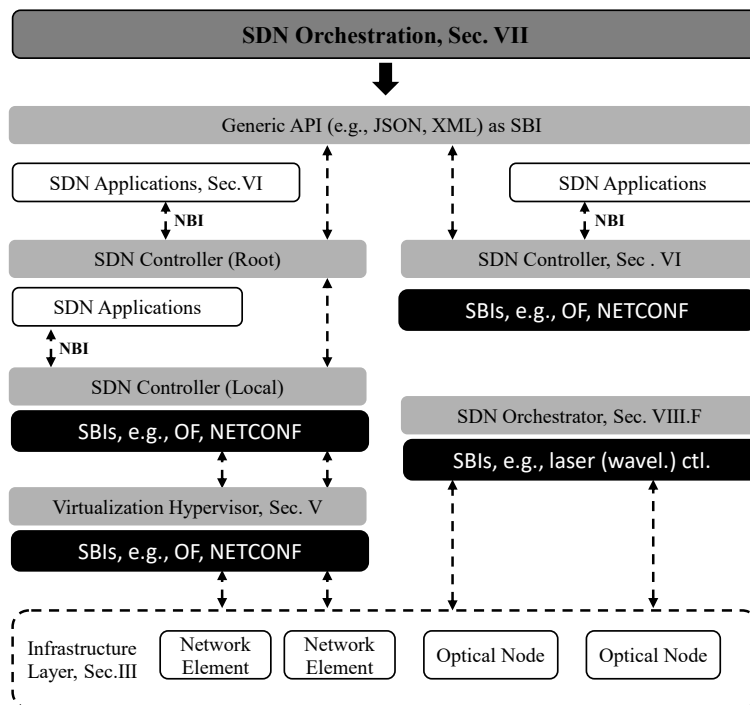 SDN Orchestration, Sec. VII
Generic API (e.g., JSON, XML) as SBI
SDN Applications, Sec.VI
SDN Applications
NBI
NBI
SDN Controller (Root)
SDN Controller, Sec . VI
SDN Applications
SBIs, e.g., OF, NETCONF
NBI
SDN Controller (Local)
SDN Orchestrator, Sec. VIII.F
SBIs, e.g., OF, NETCONF
SBIs, e.g., laser (wavel.) ctl.
Virtualization Hypervisor, Sec. V
SBIs, e.g., OF, NETCONF
Infrastructure
Layer, Sec.III
Network
Element
Network
Element
Optical Node
Optical Node